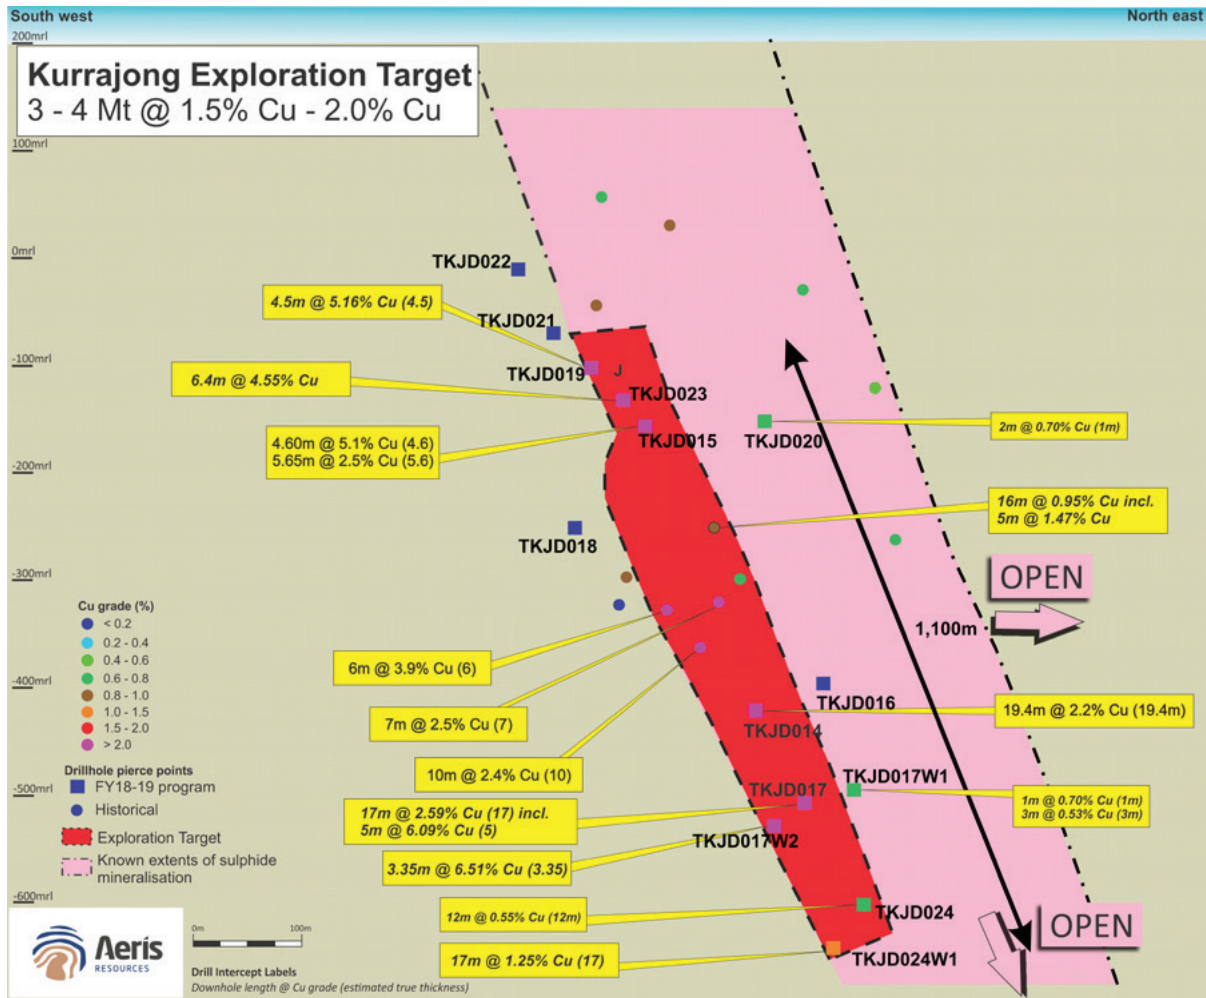 South west
North east
200mrl
Kurrajong Exploration Target
3 - 4 Mt @ 1.5% Cu - 2.0% Cu
100mrl
0mrl
TKJD022
4.5m @ 5.16% Cu (4.5)
TKJD021
-100mrl
TKJD019
J
6.4m @ 4.55% Cu
TKJD023
4.60m @ 5.1% Cu (4.6)
5.65m @ 2.5% Cu (5.6)
TKJD015
TKJD020
2m @ 0.70% Cu (1m)
-200mrl
16m @ 0.95% Cu incl.
5m @ 1.47% Cu
TKJD018
-300mrl
OPEN
1,100m
Cu grade (%)
< 0.2
0.2 - 0.4
0.4 - 0.6
0.6 - 0.8
0.8 - 1.0
1.0 - 1.5
1.5 - 2.0
> 2.0
6m @ 3.9% Cu (6)
-400mrl
TKJD016
7m @ 2.5% Cu (7)
19.4m @ 2.2% Cu (19.4m)
TKJD014
10m @ 2.4% Cu (10)
Drillhole pierce points
FY18-19 program
Historical
Exploration Target
Known extents of sulphide
mineralisation
TKJD017
TKJD017W1
-500mrl
17m @ 2.59% Cu (17) incl.
5m @ 6.09% Cu (5)
1m @ 0.70% Cu (1m)
3m @ 0.53% Cu (3m)
TKJD017W2
3.35m @ 6.51% Cu (3.35)
-600mrl
12m @ 0.55% Cu (12m)
TKJD024
OPEN
17m @ 1.25% Cu (17)
TKJD024W1
Aeris
RESOURCES
0m
100m
Drill Intercept Labels
Downhole length @ Cu grade (estimated true thickness)